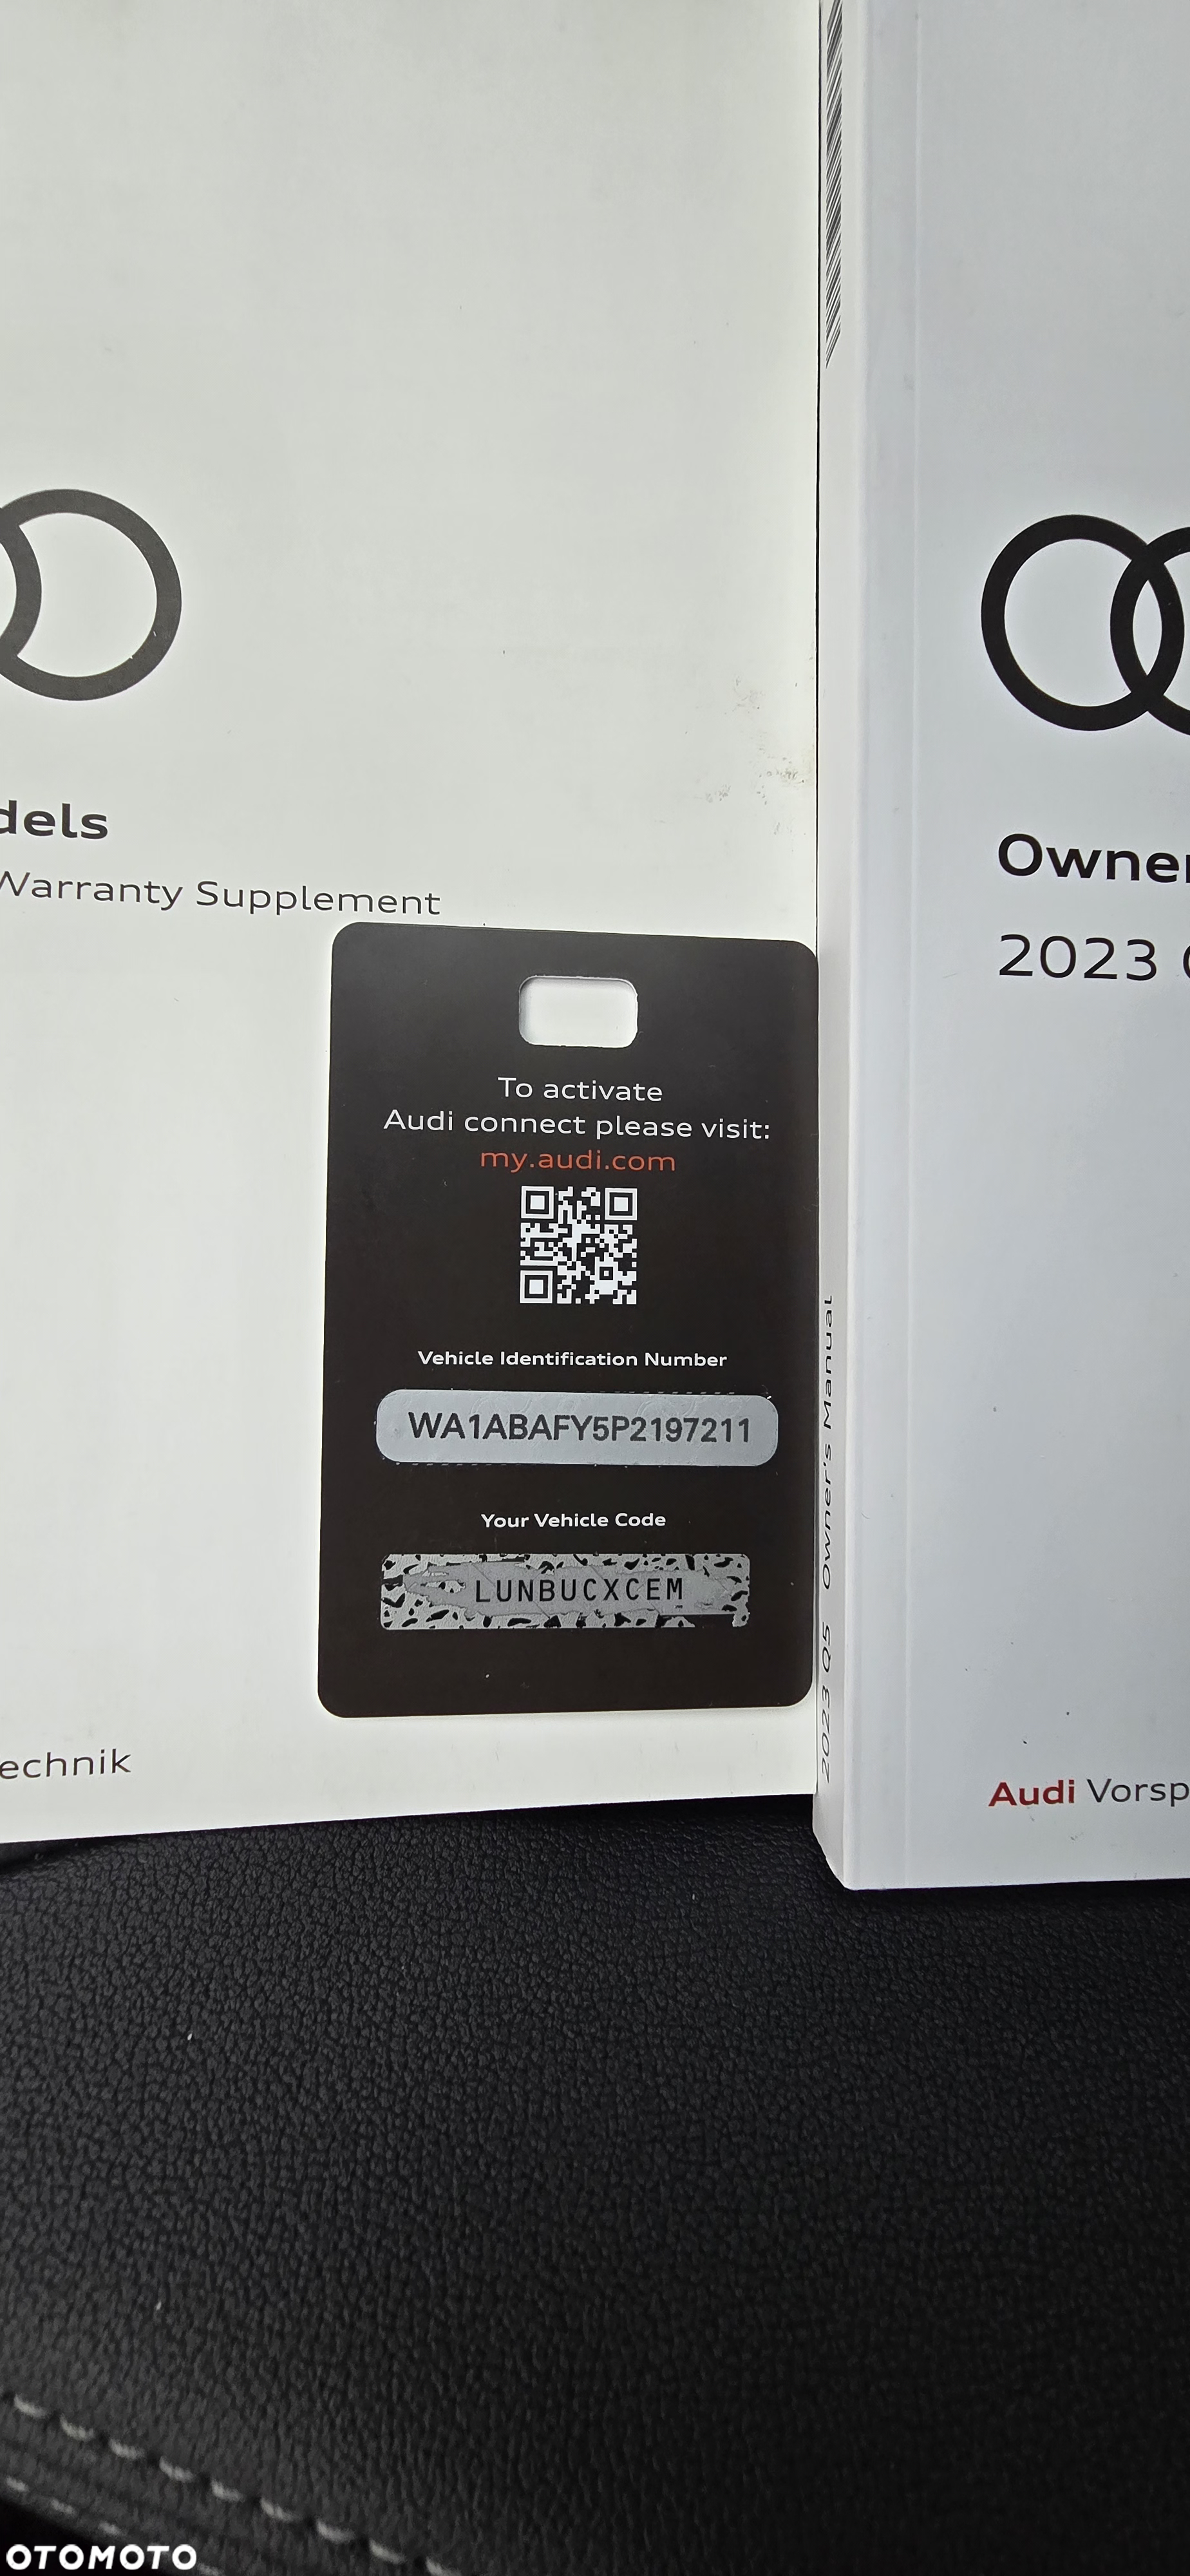 dels
Warranty Supplement
To activate
Audi connect please visit:
my.audi.com
Vehicle Identification Number
WA1ABAFY5P2197211
Your Vehicle Code
LUNBUCXCEM
echnik
2023 Q5 Owner's Manual
Owner
2023
Audi Vorsp
OTOMOTO